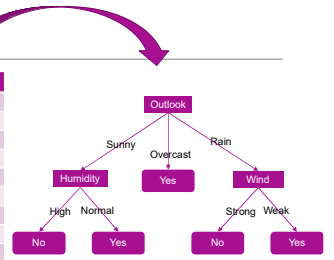 Outlook
Sunny
Overcast
Rain
Humidity
Yes
Wind
High
Normal
Strong
Weak
No
Yes
No
Yes